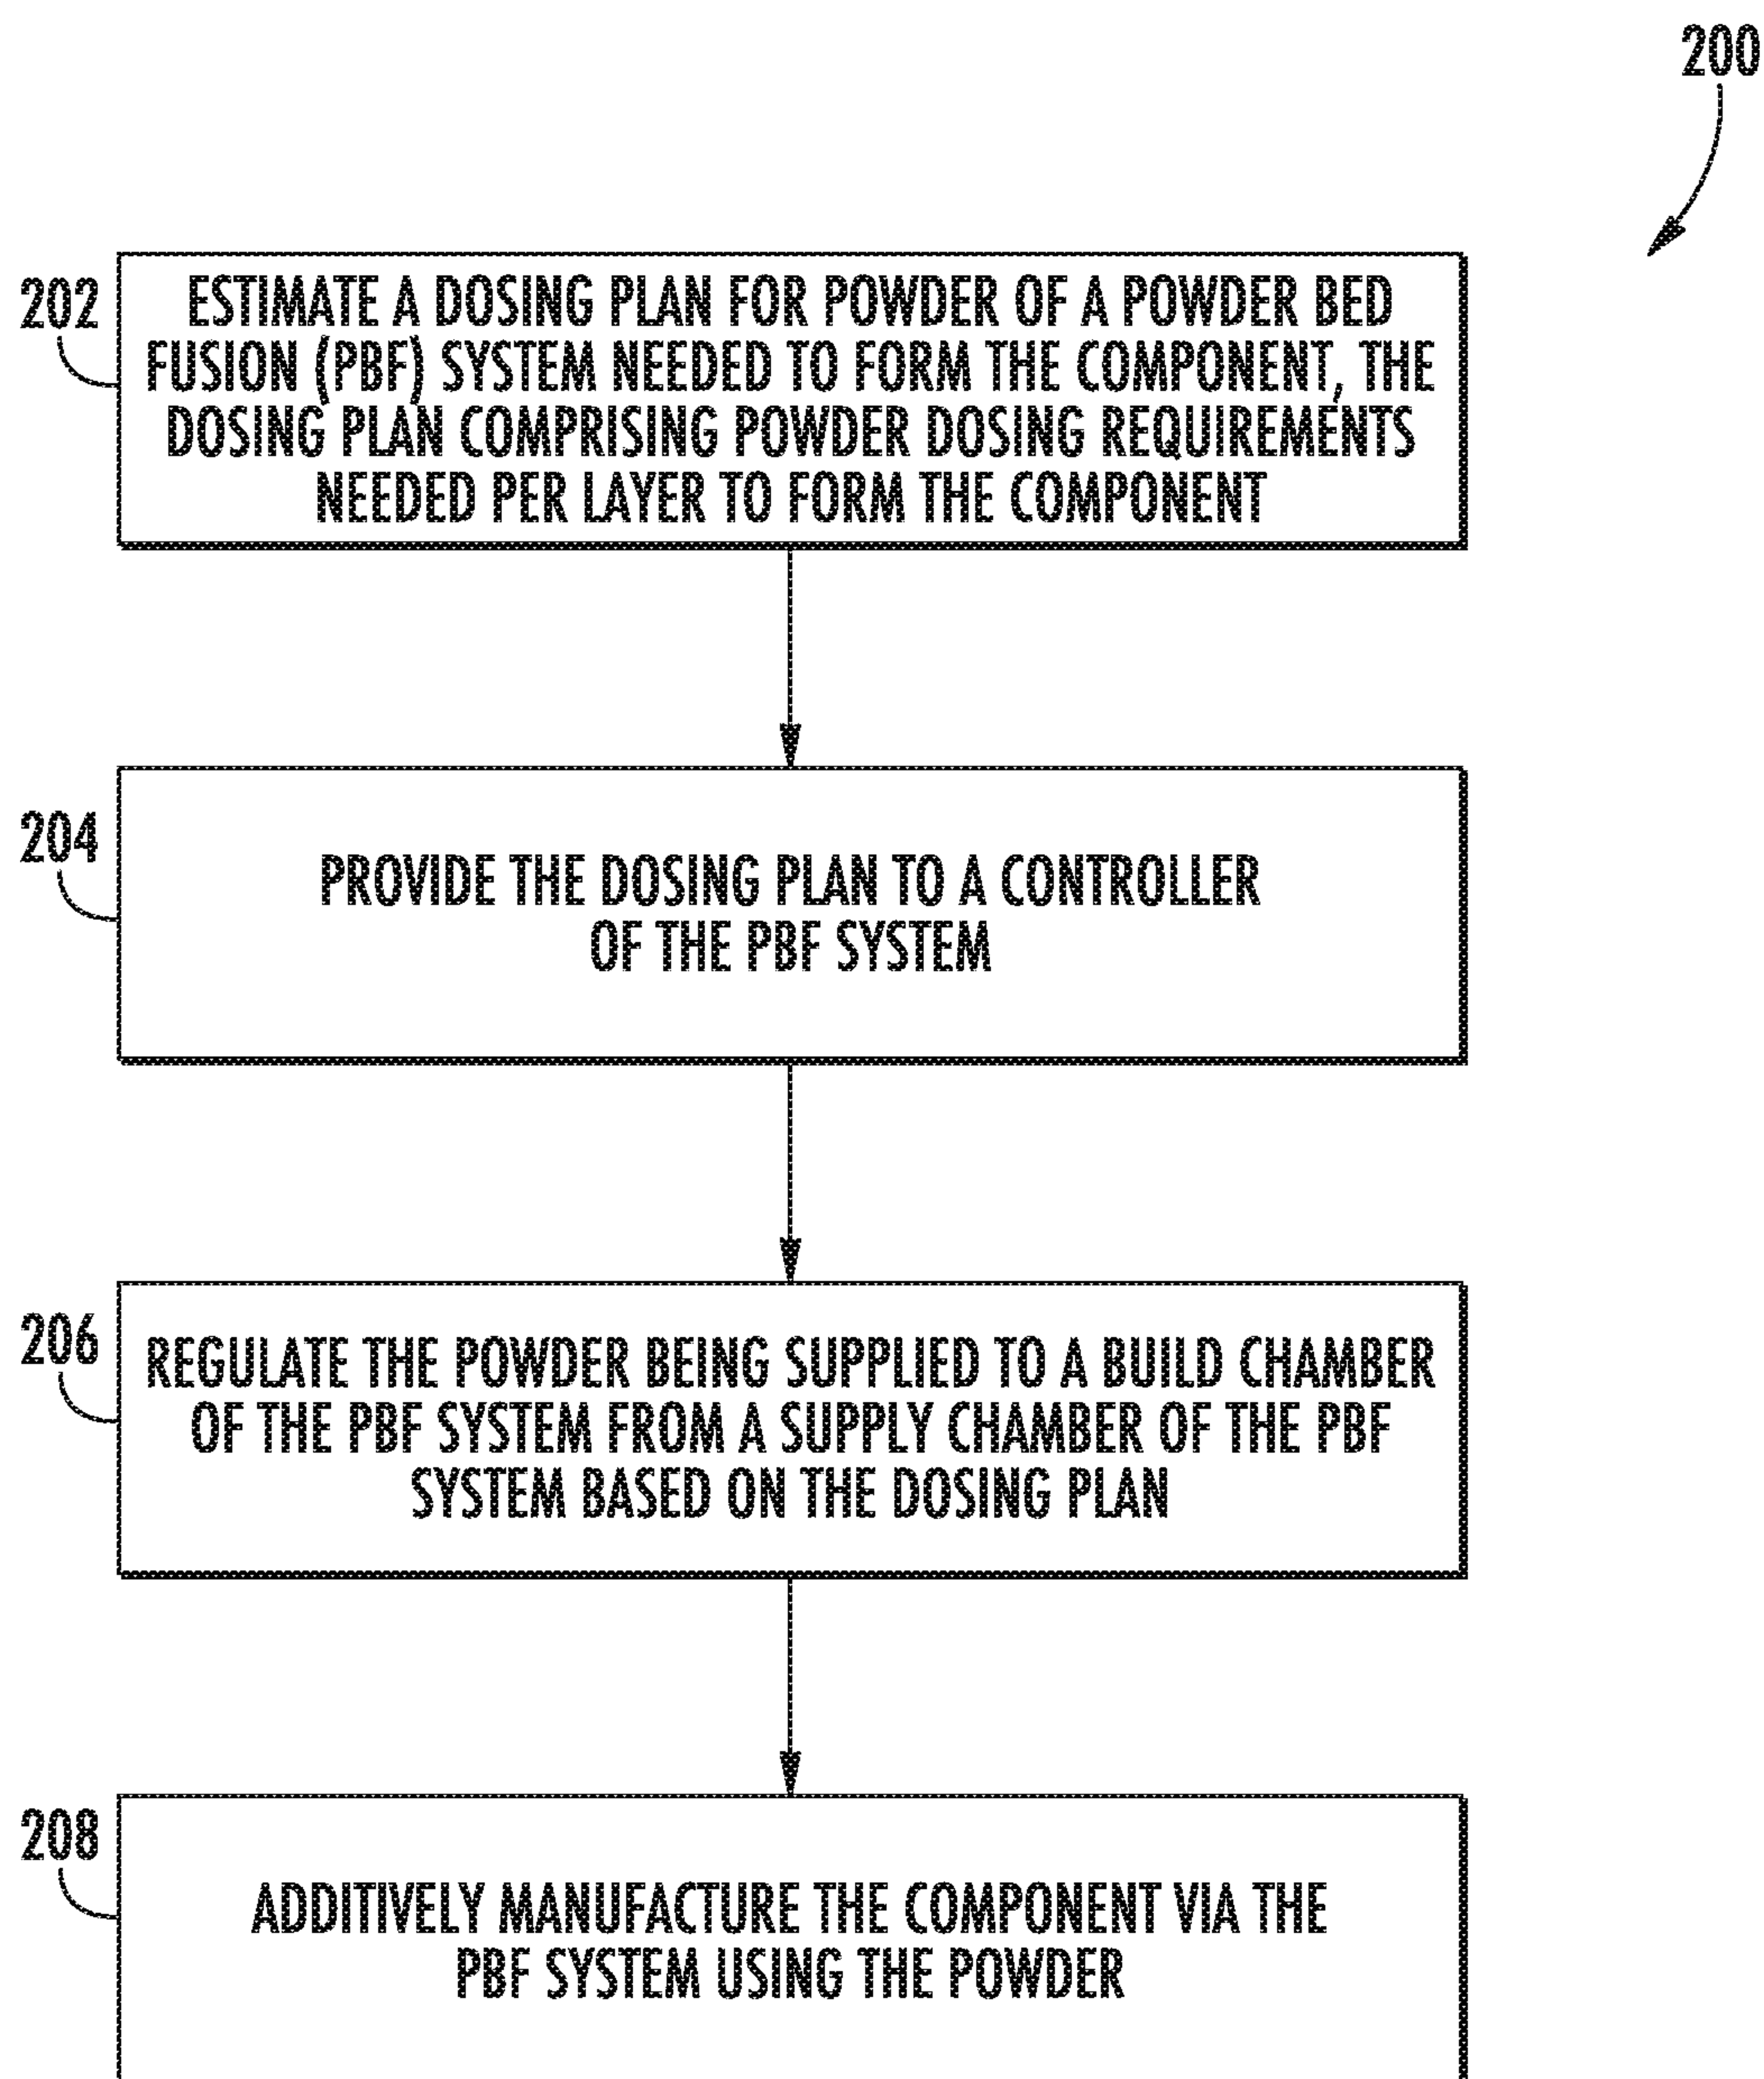 200
202
ESTIMATE A DOSING PLAN FOR POWDER OF A POWDER BED
FUSION (PBF) SYSTEM NEEDED TO FORM THE COMPONENT, THE
DOSING PLAN COMPRISING POWDER DOSING REQUIREMENTS
NEEDED PER LAYER TO FORM THE COMPONENT
204
PROVIDE THE DOSING PLAN TO A CONTROLLER
OF THE PBF SYSTEM
206
REGULATE THE POWDER BEING SUPPLIED TO A BUILD CHAMBER
OF THE PBF SYSTEM FROM A SUPPLY CHAMBER OF THE PBF
SYSTEM BASED ON THE DOSING PLAN
208
ADDITIVELY MANUFACTURE THE COMPONENT VIA THE
PBF SYSTEM USING THE POWDER